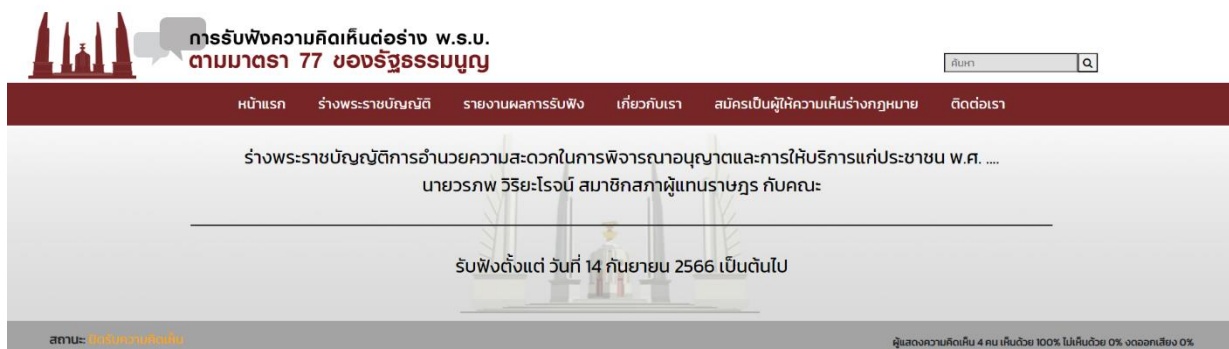 การรับฟังความคิดเห็นต่อร่าง พ.ร.บ.
ตามมาตรา 77 ของรัฐธรรมนูญ
ค้นหา
หน้าแรก ร่างพระราชบัญญัติ รายงานผลการรับฟัง เกี่ยวกับเรา สมัครเป็นผู้ให้ความเห็นร่างกฎหมาย ติดต่อเรา
ร่างพระราชบัญญัติการอำนวยความสะดวกในการพิจารณาอนุญาตและการให้บริการแก่ประชาชน พ.ศ. ....
นายวรภพ วิริยะโรจน์ สมาชิกสภาผู้แทนราษฎร กับคณะ
รับฟังตั้งแต่ วันที่ 14 กันยายน 2566 เป็นต้นไป
สถานะ: ปิดรับความคิดเห็น
ผู้แสดงความคิดเห็น 4 คน เห็นด้วย 100% ไม่เห็นด้วย 0% งดออกเสียง 0%